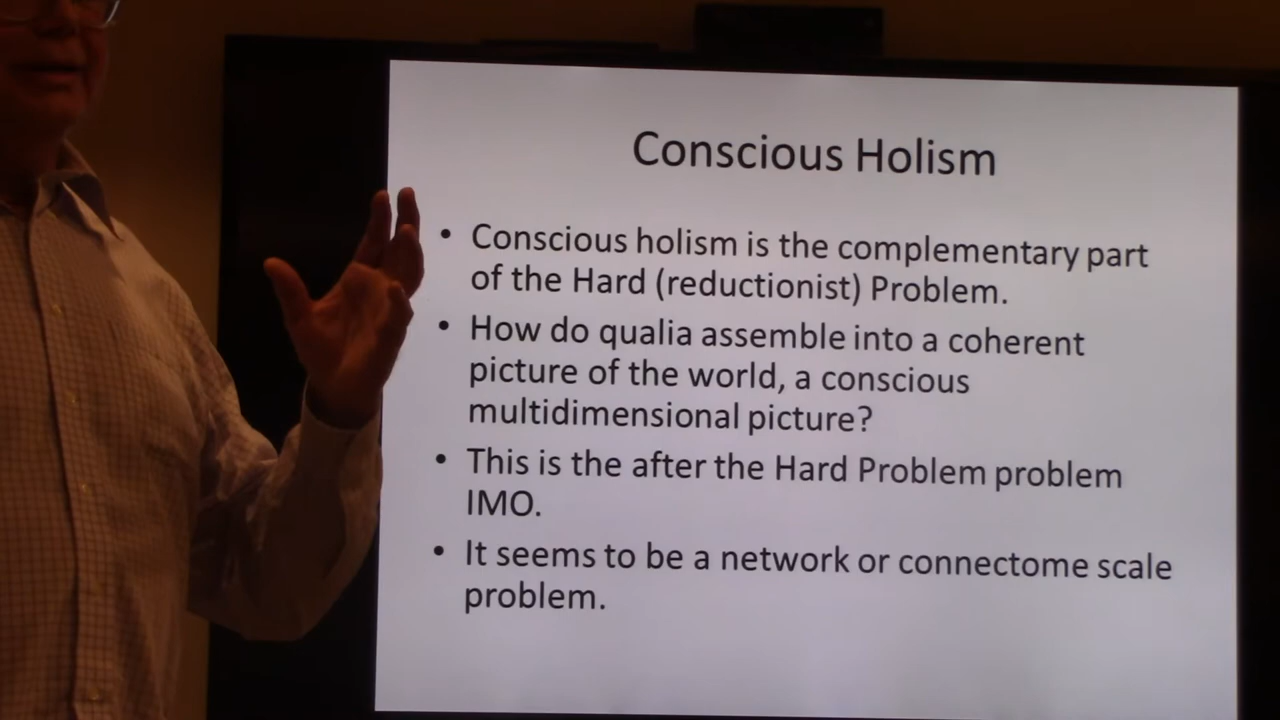 Conscious Holism
• Conscious holism is the complementary part
of the Hard (reductionist) Problem.
• How do qualia assemble into a coherent
picture of the world, a conscious
multidimensional picture?
• This is the after the Hard Problem problem
IMO.
• It seems to be a network or connectome scale
problem.